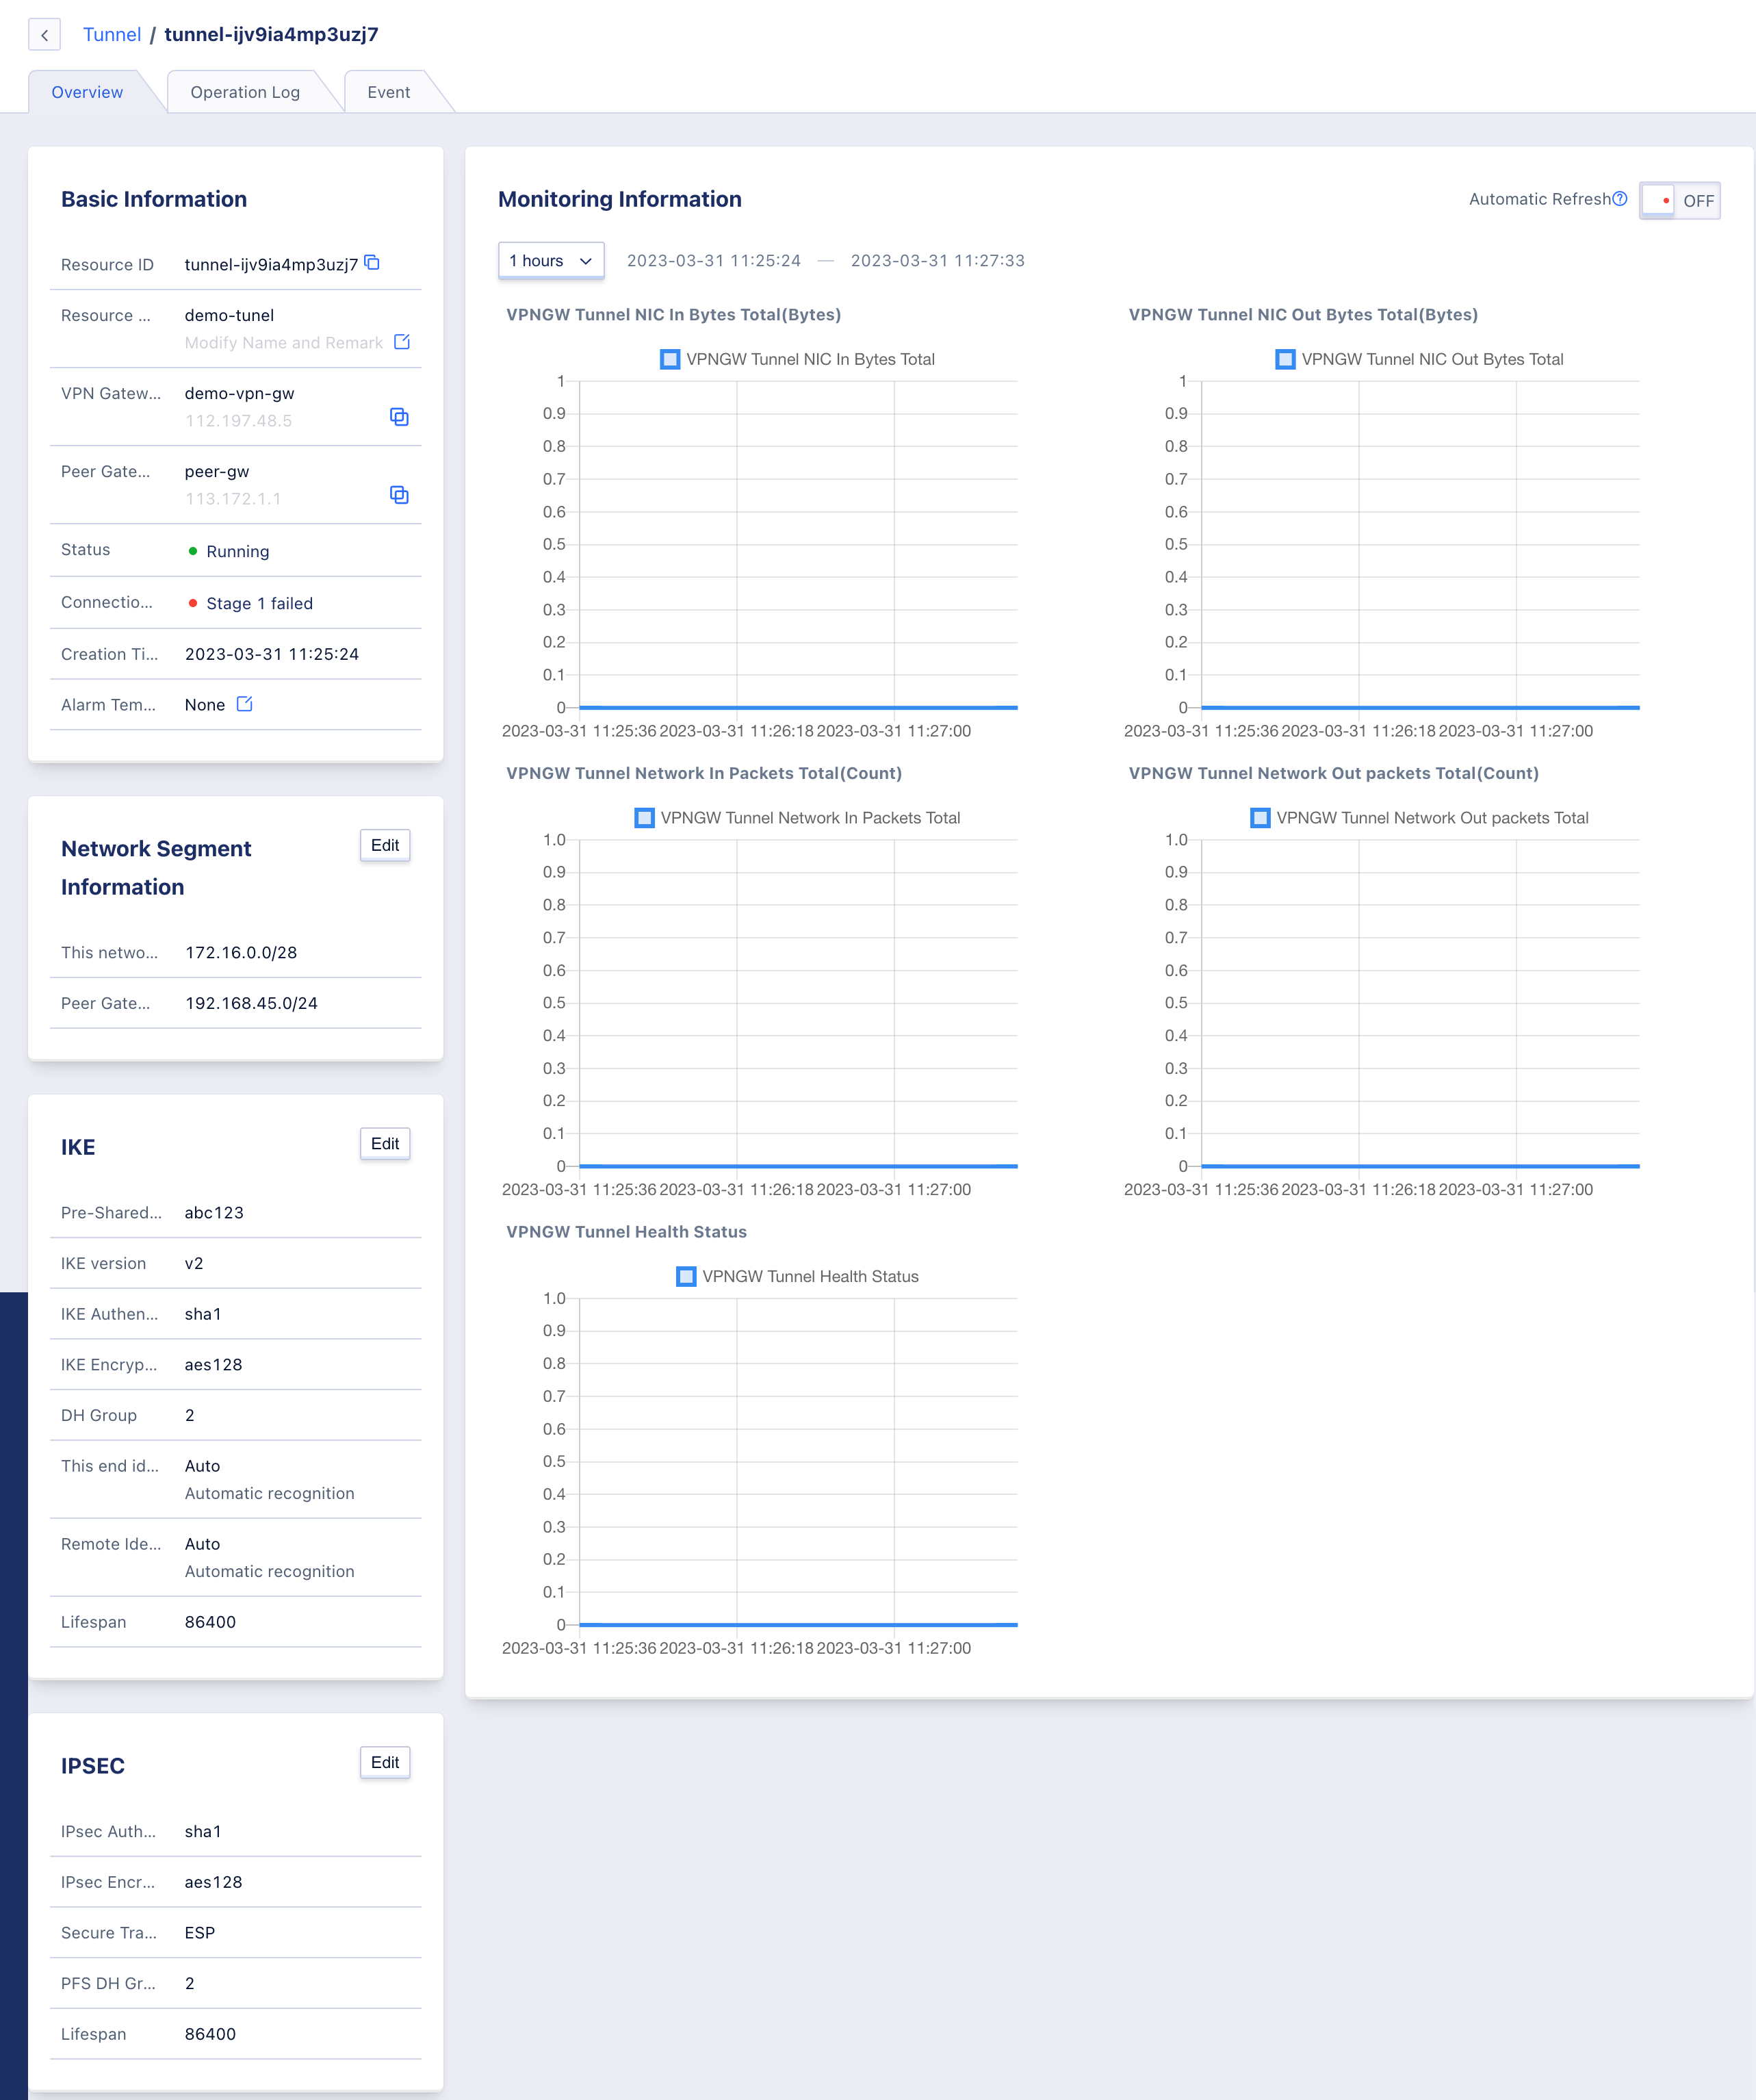 Tunnel / tunnel-ijv9ia4mp3uzj7
Overview
Operation Log
Event
Basic Information
Resource ID tunnel-ijv9ia4mp3uzj7
Resource ... demo-tunel
Modify Name and Remark
VPN Gatew... demo-vpn-gw
112.197.48.5
Peer Gate... peer-gw
113.172.1.1
Status Running
Connectio... Stage 1 failed
Creation Ti... 2023-03-31 11:25:24
Alarm Tem... None
Network Segment
Information
Edit
This netwo... 172.16.0.0/28
Peer Gate... 192.168.45.0/24
IKE
Edit
Pre-Shared... abc123
IKE version v2
IKE Authen... sha1
IKE Encryp... aes128
DH Group 2
This end id... Auto
Automatic recognition
Remote Ide... Auto
Automatic recognition
Lifespan 86400
IPSEC
Edit
IPsec Auth... sha1
IPsec Encr... aes128
Secure Tra... ESP
PFS DH Gr... 2
Lifespan 86400
Monitoring Information
Automatic Refresh? OFF
1 hours 2023-03-31 11:25:24 — 2023-03-31 11:27:33
VPNGW Tunnel NIC In Bytes Total(Bytes)
VPNGW Tunnel NIC In Bytes Total
1
0.9
0.8
0.7
0.6
0.5
0.4
0.3
0.2
0.1
0
2023-03-31 11:25:36 2023-03-31 11:26:18 2023-03-31 11:27:00
VPNGW Tunnel NIC Out Bytes Total(Bytes)
VPNGW Tunnel NIC Out Bytes Total
1
0.9
0.8
0.7
0.6
0.5
0.4
0.3
0.2
0.1
0
2023-03-31 11:25:36 2023-03-31 11:26:18 2023-03-31 11:27:00
VPNGW Tunnel Network In Packets Total(Count)
VPNGW Tunnel Network In Packets Total
1.0
0.9
0.8
0.7
0.6
0.5
0.4
0.3
0.2
0.1
0
2023-03-31 11:25:36 2023-03-31 11:26:18 2023-03-31 11:27:00
VPNGW Tunnel Network Out packets Total(Count)
VPNGW Tunnel Network Out packets Total
1.0
0.9
0.8
0.7
0.6
0.5
0.4
0.3
0.2
0.1
0
2023-03-31 11:25:36 2023-03-31 11:26:18 2023-03-31 11:27:00
VPNGW Tunnel Health Status
VPNGW Tunnel Health Status
1.0
0.9
0.8
0.7
0.6
0.5
0.4
0.3
0.2
0.1
0
2023-03-31 11:25:36 2023-03-31 11:26:18 2023-03-31 11:27:00